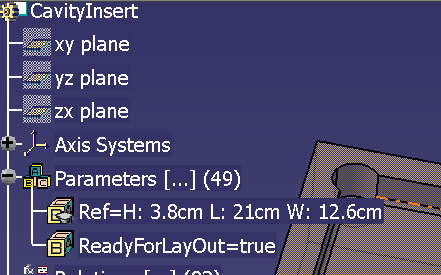 CavityInsert
xy plane
yz plane
zx plane
Axis Systems
Parameters [...] (49)
Ref=H: 3.8cm L: 21cm W: 12.6cm
ReadyForLayOut=true